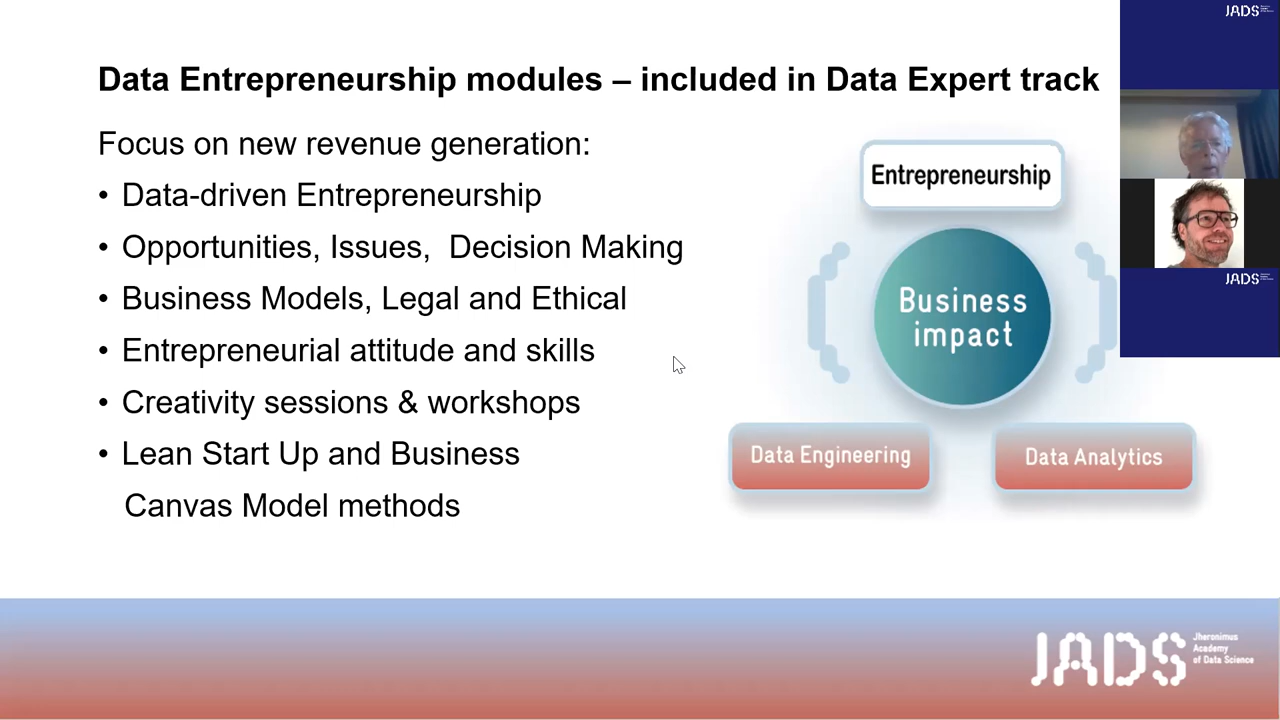 Data Entrepreneurship modules – included in Data Expert track
Focus on new revenue generation:
• Data-driven Entrepreneurship
• Opportunities, Issues,  Decision Making
• Business Models, Legal and Ethical
• Entrepreneurial attitude and skills
• Creativity sessions & workshops
• Lean Start Up and Business
Canvas Model methods
Entrepreneurship
Business
impact
Data Engineering
Data Analytics
JADS
JADS
JADS
Jheronimus
Academy
of Data Science